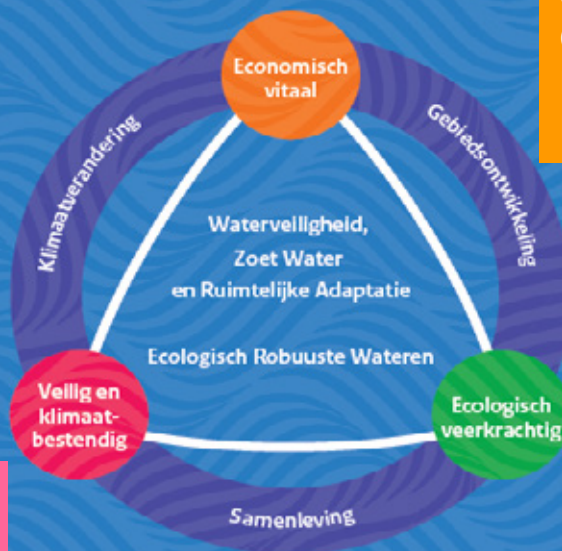 Economisch
vitaal
Klimaatverandering
Gebiedsontwikkeling
Waterveiligheid,
Zoet Water
en Ruimtelijke Adaptatie
Ecologisch Robuuste Wateren
Veilig en
klimaat-
bestendig
Ecologisch
veerkrachtig
Samenleving